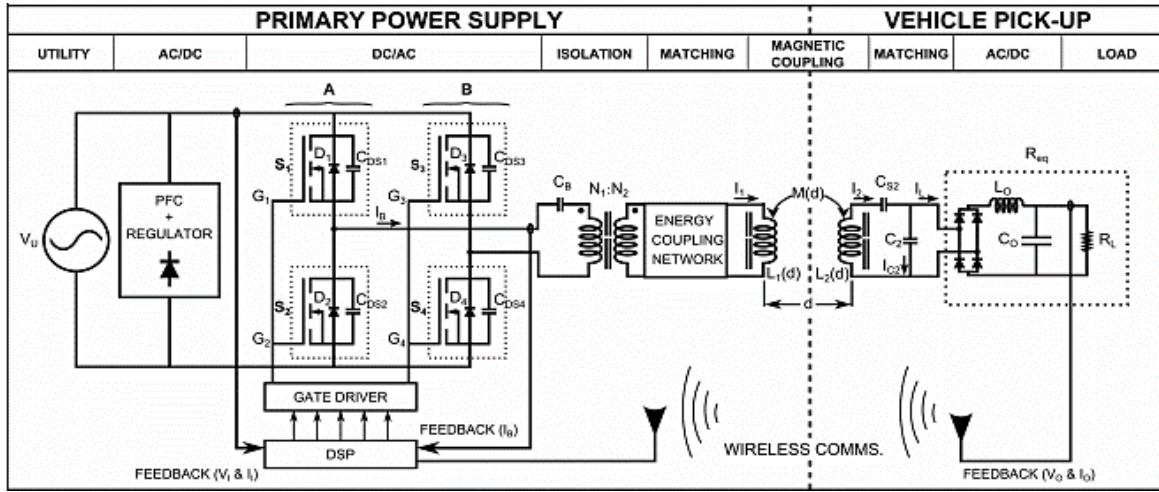 PRIMARY POWER SUPPLY
VEHICLE PICK-UP
UTILITY
AC/DC
DC/AC
ISOLATION
MATCHING
MAGNETIC
COUPLING
MATCHING
AC/DC
LOAD
A
B
S1
D1
CDS1
G1
S3
D3
CDS3
G3
IB
S2
D2
CDS2
G2
S4
D4
CDS4
G4
VU
PFC
+
REGULATOR
CB
N1:N2
ENERGY
COUPLING
NETWORK
I1
M(d)
I2
CS2
IL
L1(d)
L2(d)
d
C2
IC2
Req
LO
CO
RL
GATE DRIVER
DSP
FEEDBACK (IB)
FEEDBACK (VI & II)
WIRELESS COMMS.
FEEDBACK (VO & IO)